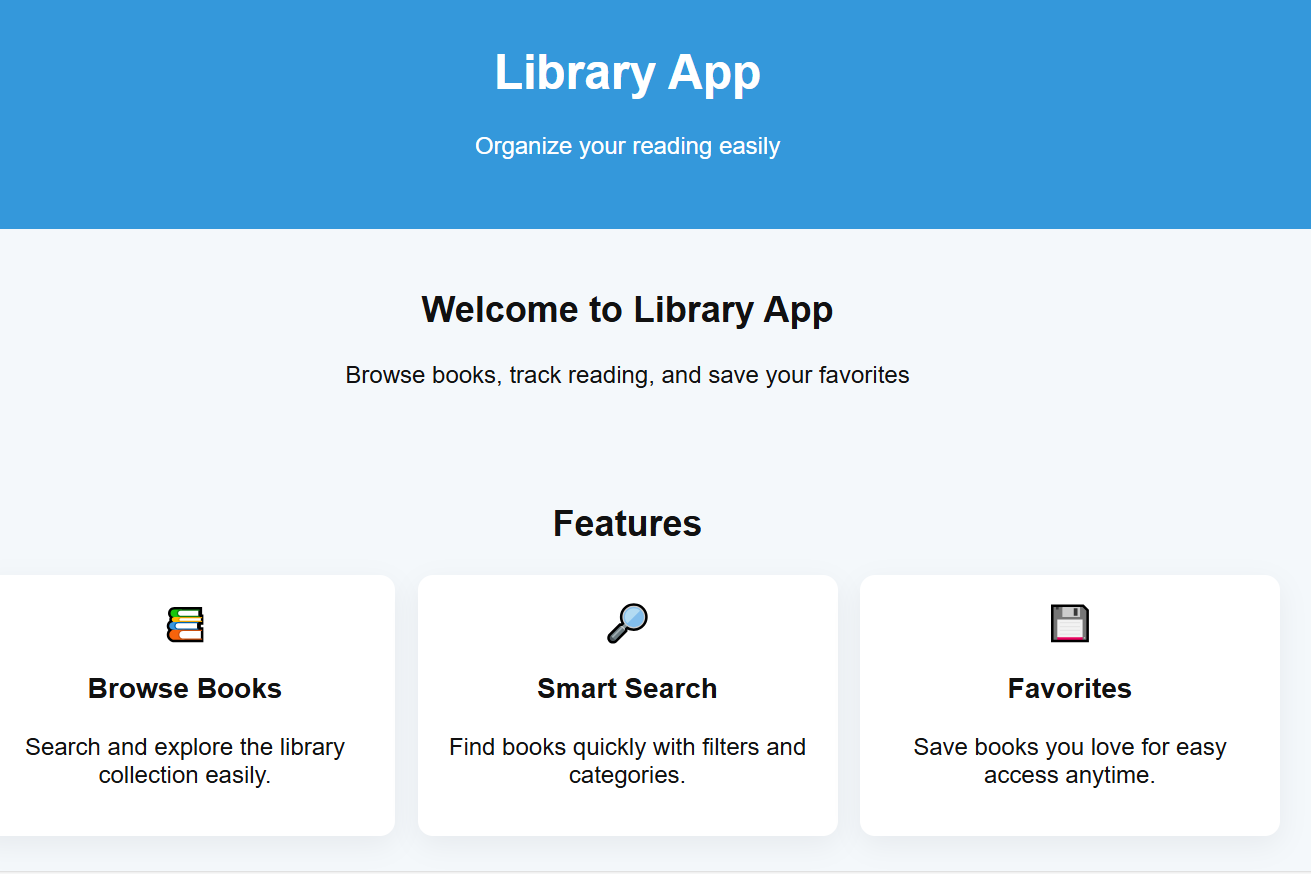 Library App
Organize your reading easily
Welcome to Library App
Browse books, track reading, and save your favorites
Features
Browse Books
Search and explore the library
collection easily.
Smart Search
Find books quickly with filters and
categories.
Favorites
Save books you love for easy
access anytime.